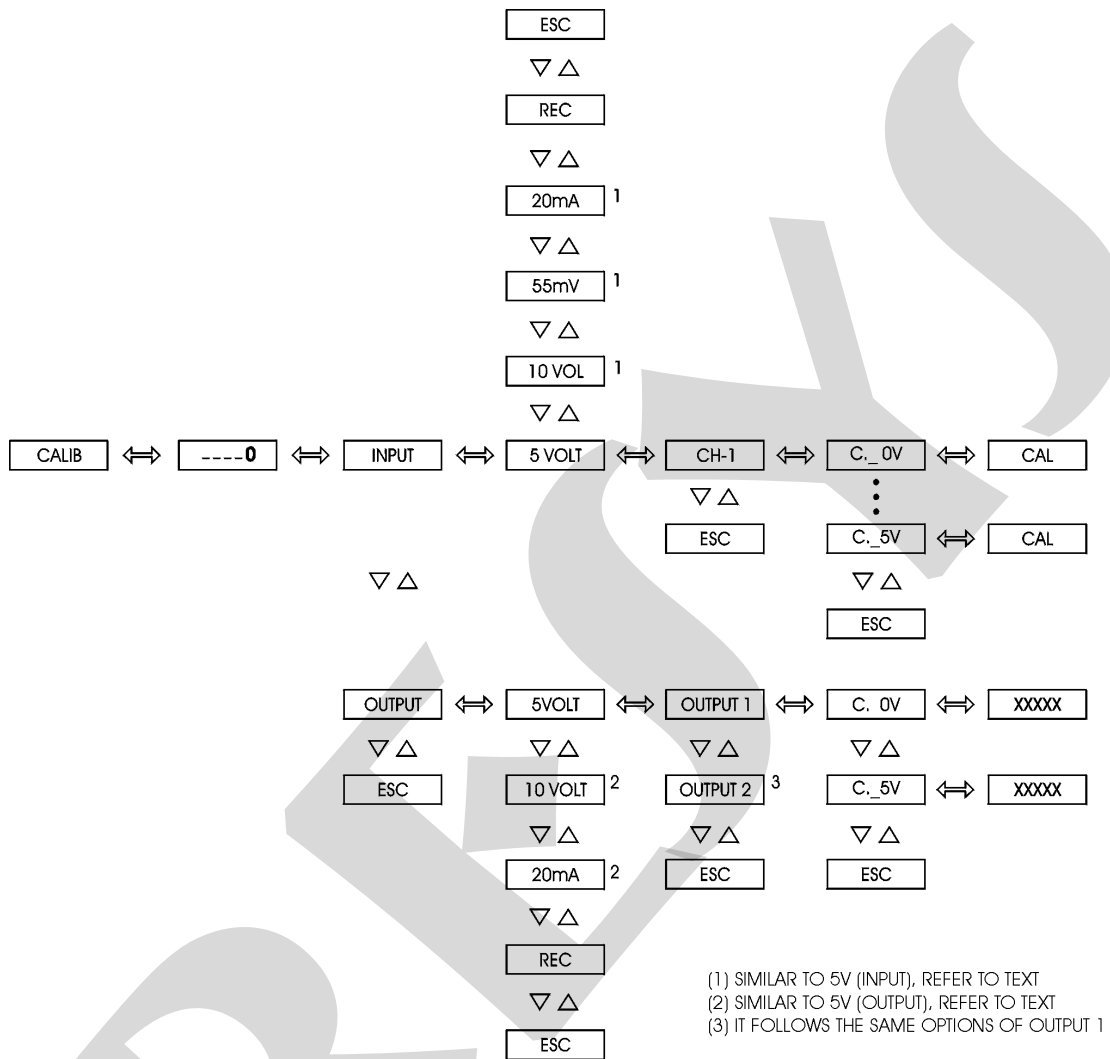 ESC
▽ △
REC
▽ △
20mA 1
▽ △
55mV 1
▽ △
10 VOL 1
▽ △
CALIB ⇔ ----0 ⇔ INPUT ⇔ 5 VOLT ⇔ CH-1 ⇔ C._ 0V ⇔ CAL
▽ △
ESC C._5V ⇔ CAL
▽ △ ▽ △
ESC
OUTPUT ⇔ 5VOLT ⇔ OUTPUT 1 ⇔ C. 0V ⇔ XXXXX
▽ △ ▽ △ ▽ △ ▽ △
ESC 10 VOLT 2 OUTPUT 2 3 C._5V ⇔ XXXXX
▽ △ ▽ △ ▽ △
20mA 2 ESC ESC
▽ △
REC
▽ △
ESC
(1) SIMILAR TO 5V (INPUT), REFER TO TEXT
(2) SIMILAR TO 5V (OUTPUT), REFER TO TEXT
(3) IT FOLLOWS THE SAME OPTIONS OF OUTPUT 1
PRESYS